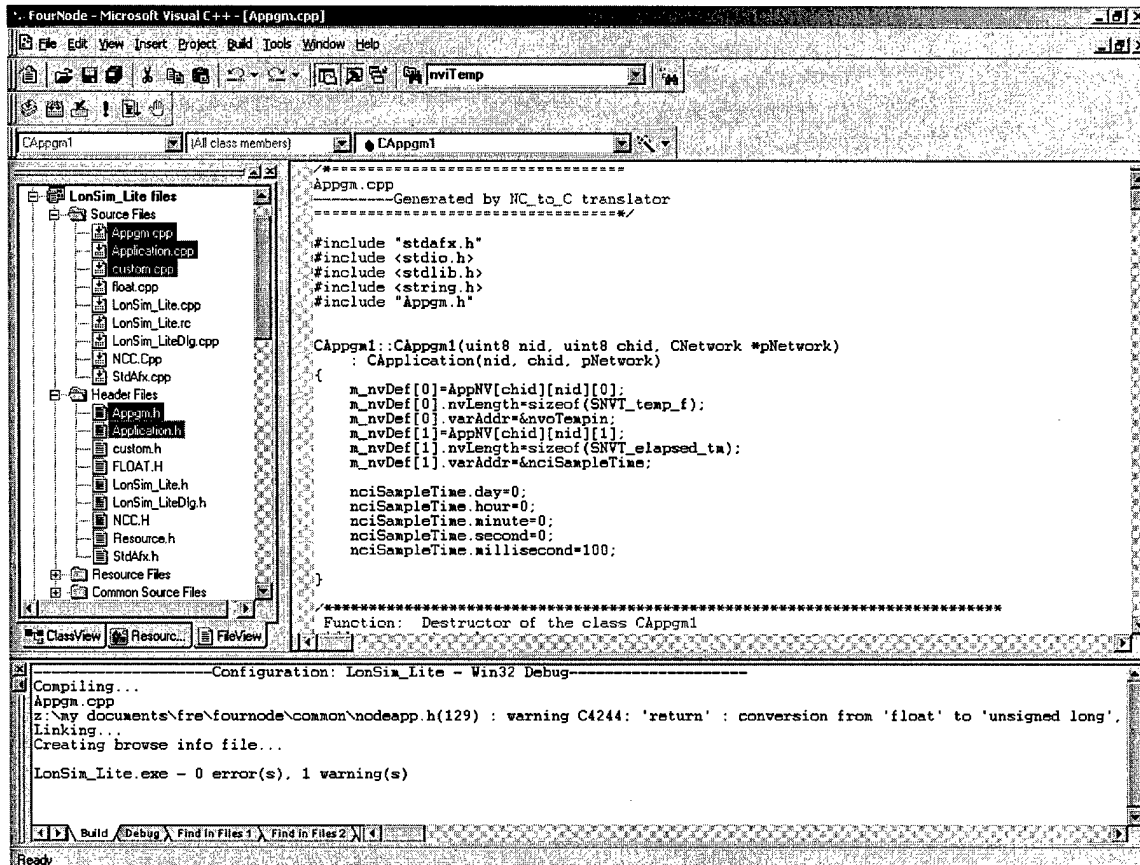 FourNode - Microsoft Visual C++ - [Appgm.cpp]
File Edit View Insert Project Build Tools Window Help
nviTemp
CAppgm1 (All class members) CAppgm1
LonSim_Lite files
Source Files
Appgm.cpp
Application.cpp
custom.cpp
float.cpp
LonSim_Lite.cpp
LonSim_Lite.rc
LonSim_LiteDlg.cpp
NCC.Cpp
StdAfx.cpp
Header Files
Appgm.h
Application.h
custom.h
FLOAT.H
LonSim_Lite.h
LonSim_LiteDlg.h
NCC.H
Resource.h
StdAfx.h
Resource Files
Common Source Files
ClassView Resourc... FileView
/*=================================
Appgm.cpp
---------Generated by NC_to_C translator
==================================*/
#include "stdafx.h"
#include <stdio.h>
#include <stdlib.h>
#include <string.h>
#include "Appgm.h"
CAppgm1::CAppgm1(uint8 nid, uint8 chid, CNetwork *pNetwork)
: CApplication(nid, chid, pNetwork)
{
m_nvDef[0]=AppNV[chid][nid][0];
m_nvDef[0].nvLength=sizeof(SNVT_temp_f);
m_nvDef[0].varAddr=&nvoTempin;
m_nvDef[1]=AppNV[chid][nid][1];
m_nvDef[1].nvLength=sizeof(SNVT_elapsed_tm);
m_nvDef[1].varAddr=&nciSampleTime;
nciSampleTime.day=0;
nciSampleTime.hour=0;
nciSampleTime.minute=0;
nciSampleTime.second=0;
nciSampleTime.millisecond=100;
}
/*****************************************************************************
Function: Destructor of the class CAppgm1
--------------------Configuration: LonSim_Lite - Win32 Debug--------------------
Compiling...
Appgm.cpp
z:\my documents\fre\fournode\common\nodeapp.h(129) : warning C4244: 'return' : conversion from 'float' to 'unsigned long',
Linking...
Creating browse info file...
LonSim_Lite.exe - 0 error(s), 1 warning(s)
Build Debug Find in Files 1 Find in Files 2
Ready